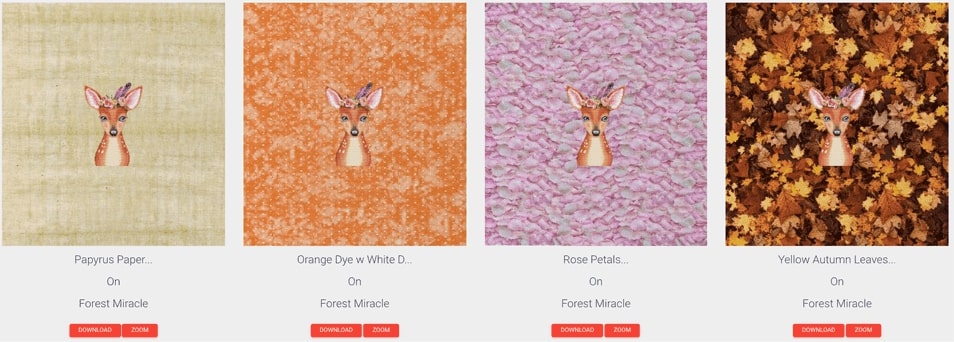 Papyrus Paper...
On
Forest Miracle
DOWNLOAD ZOOM
Orange Dye w White D...
On
Forest Miracle
DOWNLOAD ZOOM
Rose Petals...
On
Forest Miracle
DOWNLOAD ZOOM
Yellow Autumn Leaves...
On
Forest Miracle
DOWNLOAD ZOOM